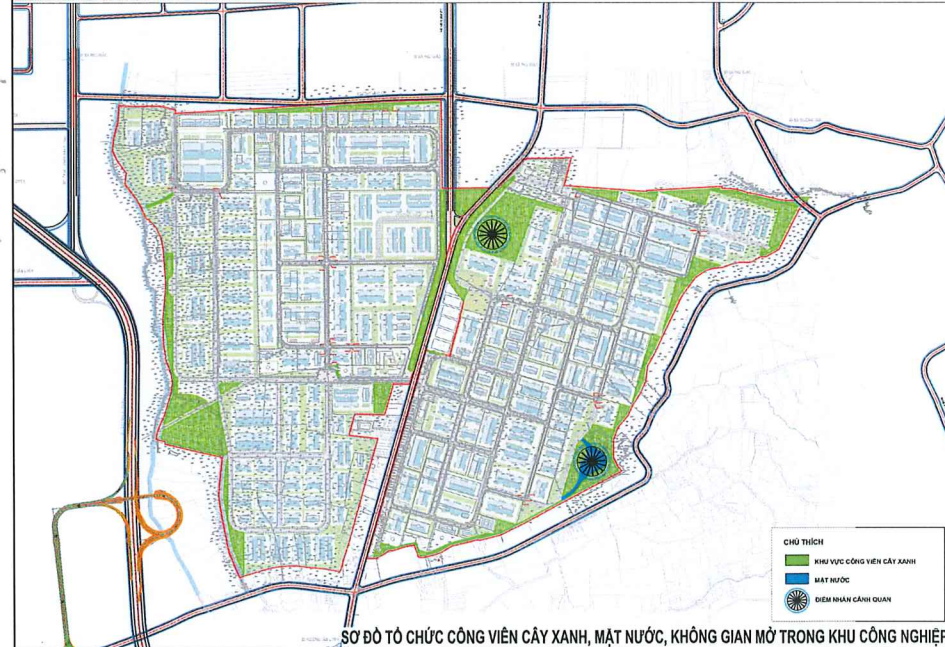 CHÚ THÍCH
KHU VỰC CÔNG VIÊN CÂY XANH
MẶT NƯỚC
ĐIỂM NHẤN CẢNH QUAN
SƠ ĐỒ TỔ CHỨC CÔNG VIÊN CÂY XANH, MẶT NƯỚC, KHÔNG GIAN MỞ TRONG KHU CÔNG NGHIỆP